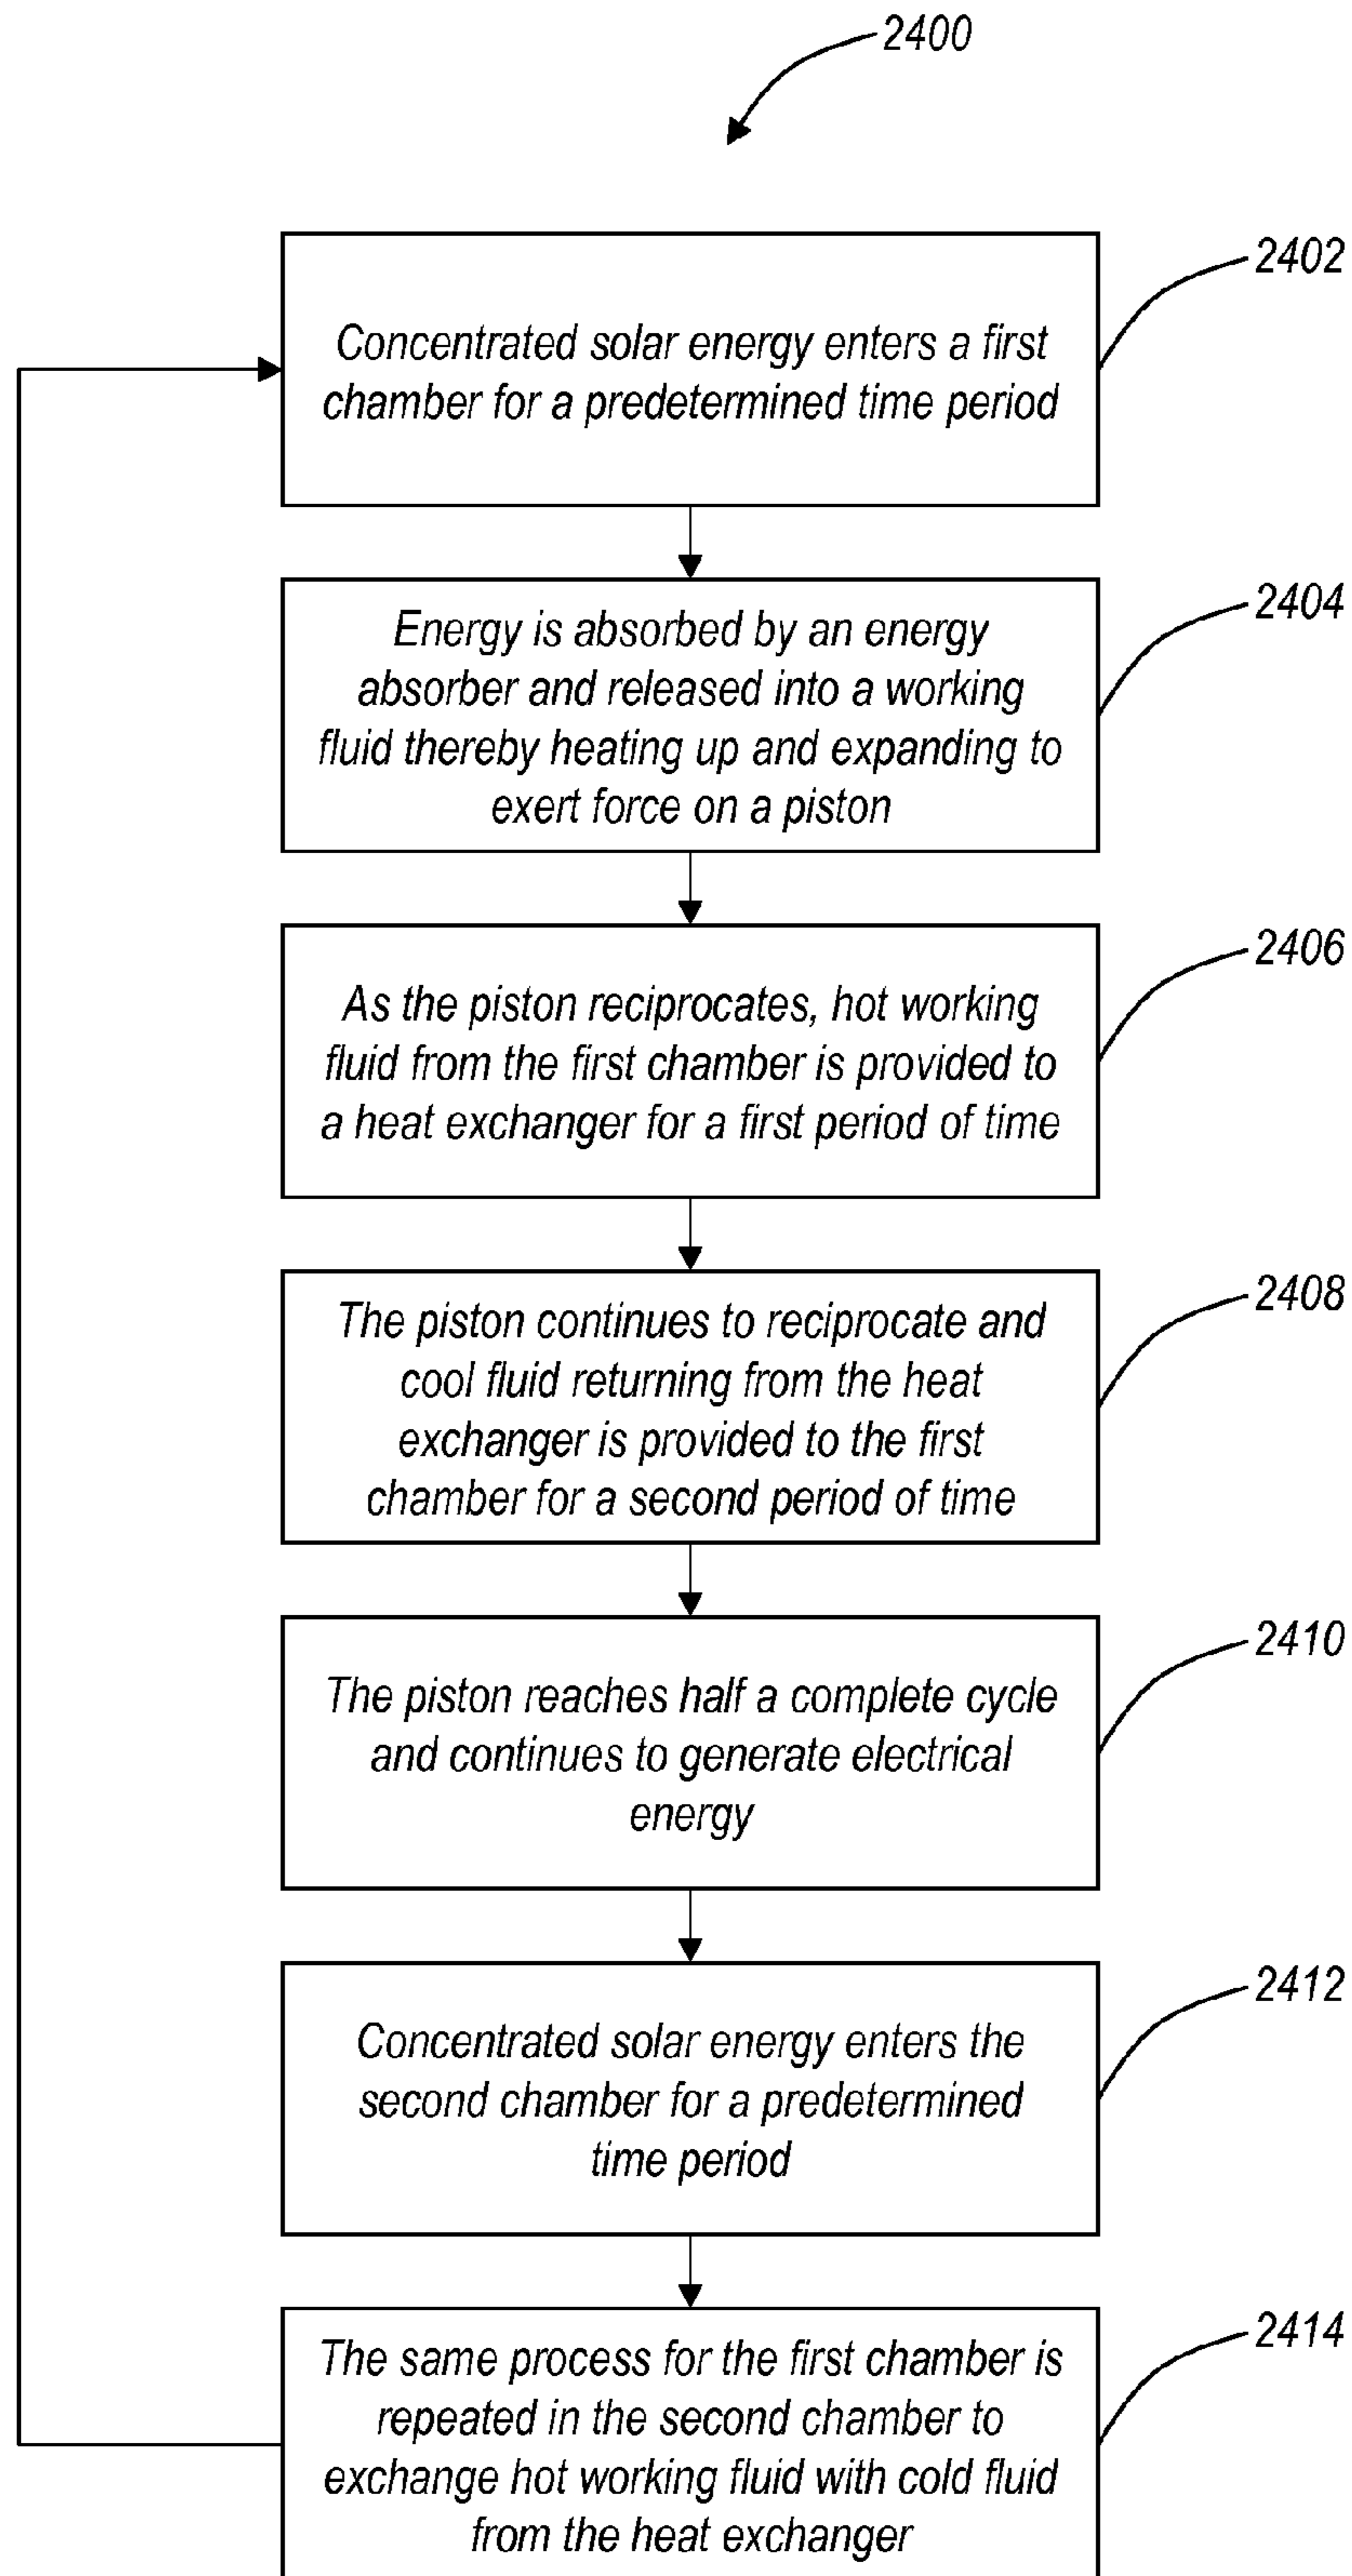 2400
2402
Concentrated solar energy enters a first
chamber for a predetermined time period
2404
Energy is absorbed by an energy
absorber and released into a working
fluid thereby heating up and expanding to
exert force on a piston
2406
As the piston reciprocates, hot working
fluid from the first chamber is provided to
a heat exchanger for a first period of time
2408
The piston continues to reciprocate and
cool fluid returning from the heat
exchanger is provided to the first
chamber for a second period of time
2410
The piston reaches half a complete cycle
and continues to generate electrical
energy
2412
Concentrated solar energy enters the
second chamber for a predetermined
time period
2414
The same process for the first chamber is
repeated in the second chamber to
exchange hot working fluid with cold fluid
from the heat exchanger